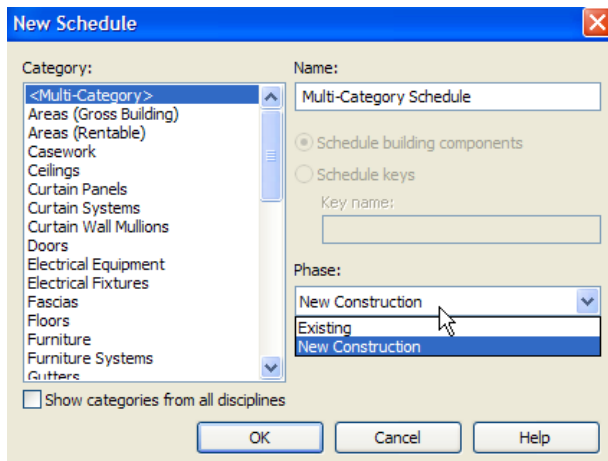 New Schedule
Category:
<Multi-Category>
Areas (Gross Building)
Areas (Rentable)
Casework
Ceilings
Curtain Panels
Curtain Systems
Curtain Wall Mullions
Doors
Electrical Equipment
Electrical Fixtures
Fascias
Floors
Furniture
Furniture Systems
Gutters
Show categories from all disciplines
Name:
Multi-Category Schedule
Schedule building components
Schedule keys
Key name:
Phase:
New Construction
Existing
New Construction
OK
Cancel
Help